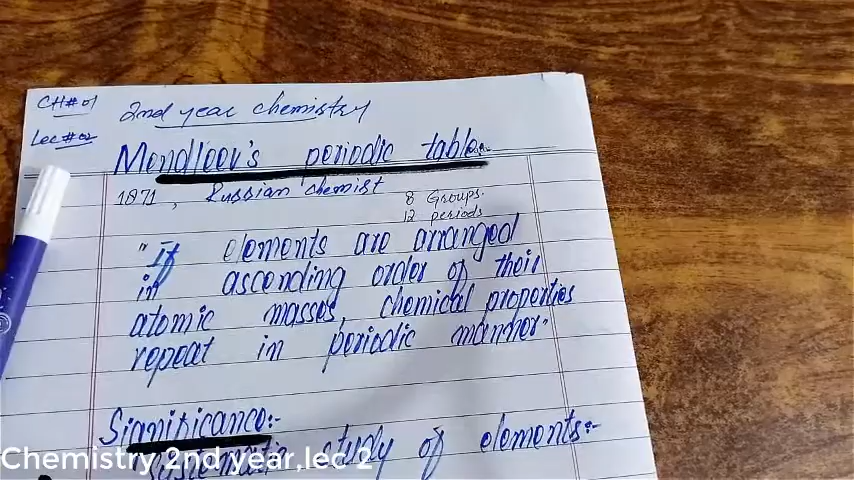 CH# 01
2nd year chemistry
Lec # 02
Mendleev's periodic table
1871, Russian chemist
8 Groups.
12 periods
"If elements are arranged
in ascending order of their
atomic masses, chemical properties
repeat in periodic manner"
Significance:-
Systematic study of elements:-
Chemistry 2nd year,lec 2